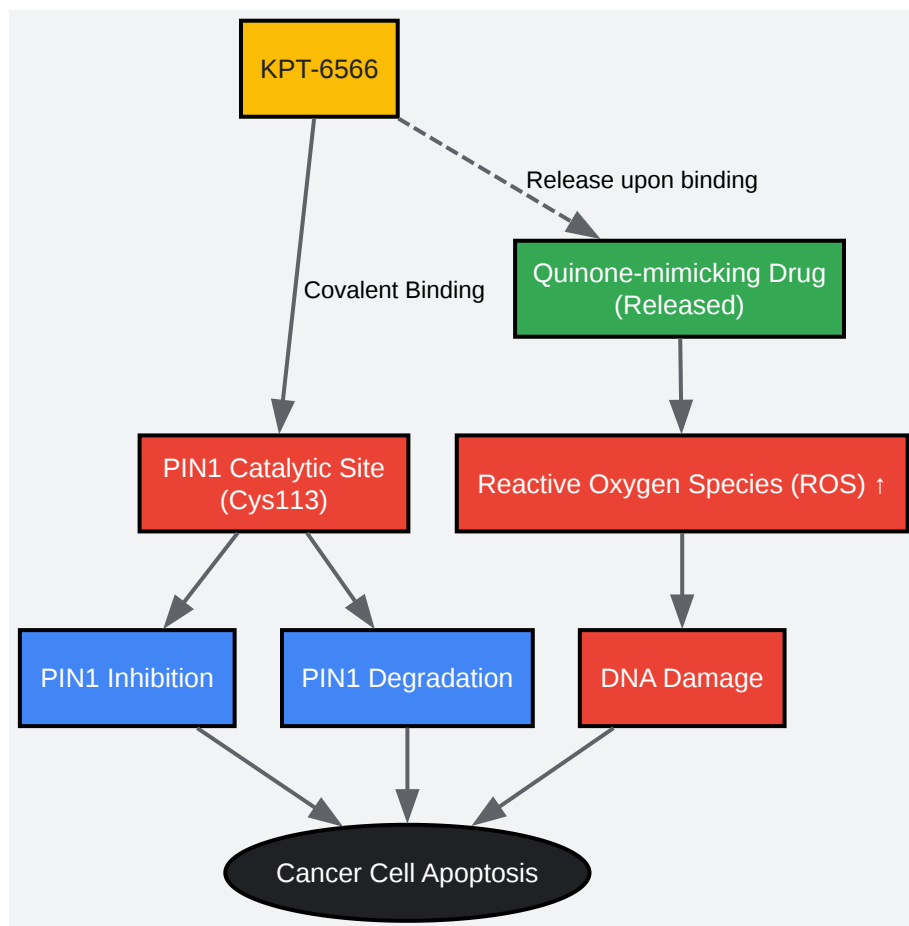 KPT-6566
Release upon binding
Quinone-mimicking Drug
(Released)
Covalent Binding
PIN1 Catalytic Site
(Cys113)
Reactive Oxygen Species (ROS) ↑
PIN1 Inhibition
PIN1 Degradation
DNA Damage
Cancer Cell Apoptosis